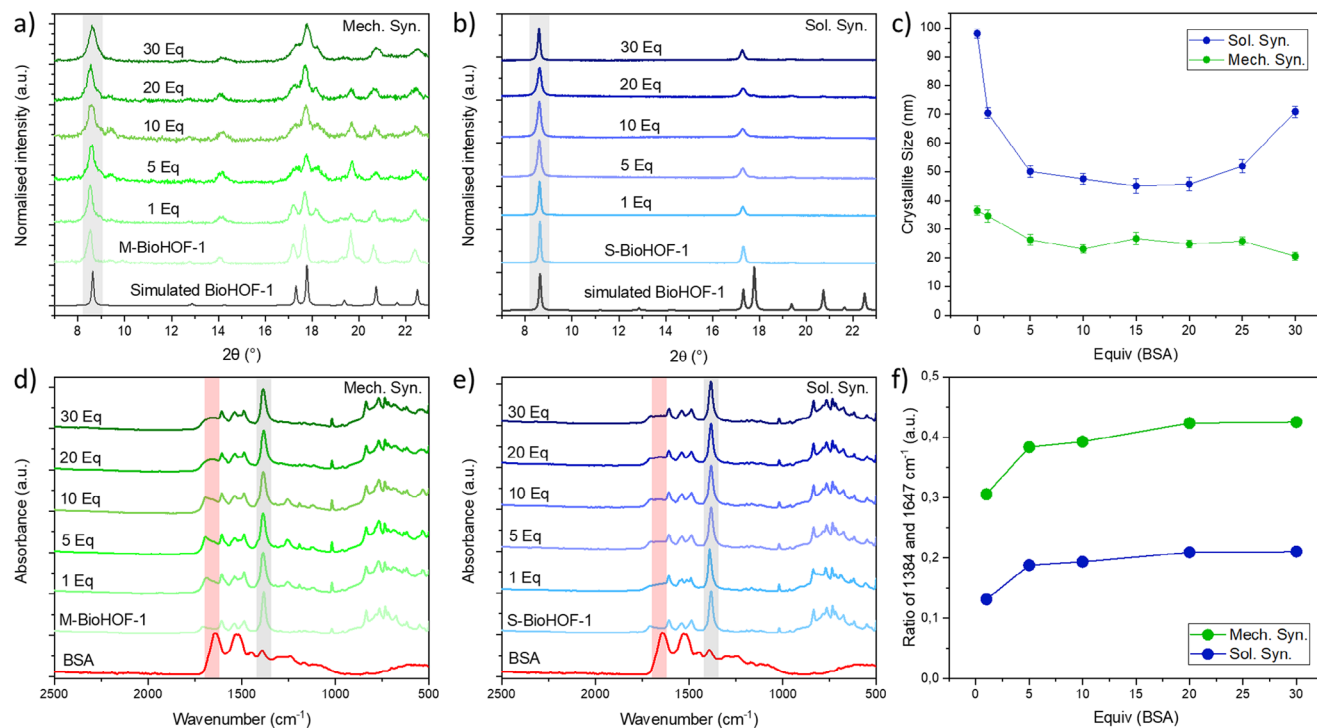 a)
Mech. Syn.
30 Eq
20 Eq
10 Eq
5 Eq
1 Eq
M-BioHOF-1
Simulated BioHOF-1
Normalised intensity (a.u.)
8 10 12 14 16 18 20 22
2θ (°)
b)
Sol. Syn.
30 Eq
20 Eq
10 Eq
5 Eq
1 Eq
S-BioHOF-1
simulated BioHOF-1
Normalised intensity (a.u.)
8 10 12 14 16 18 20 22
2θ (°)
c)
Sol. Syn.
Mech. Syn.
Crystallite Size (nm)
100
90
80
70
60
50
40
30
20
10
0
0 5 10 15 20 25 30
Equiv (BSA)
d)
Mech. Syn.
30 Eq
20 Eq
10 Eq
5 Eq
1 Eq
M-BioHOF-1
BSA
Absorbance (a.u.)
2500 2000 1500 1000 500
Wavenumber (cm⁻¹)
e)
Sol. Syn.
30 Eq
20 Eq
10 Eq
5 Eq
1 Eq
S-BioHOF-1
BSA
Absorbance (a.u.)
2500 2000 1500 1000 500
Wavenumber (cm⁻¹)
f)
Ratio of 1384 and 1647 cm⁻¹ (a.u.)
0,5
0,4
0,3
0,2
0,1
0,0
Mech. Syn.
Sol. Syn.
0 5 10 15 20 25 30
Equiv (BSA)